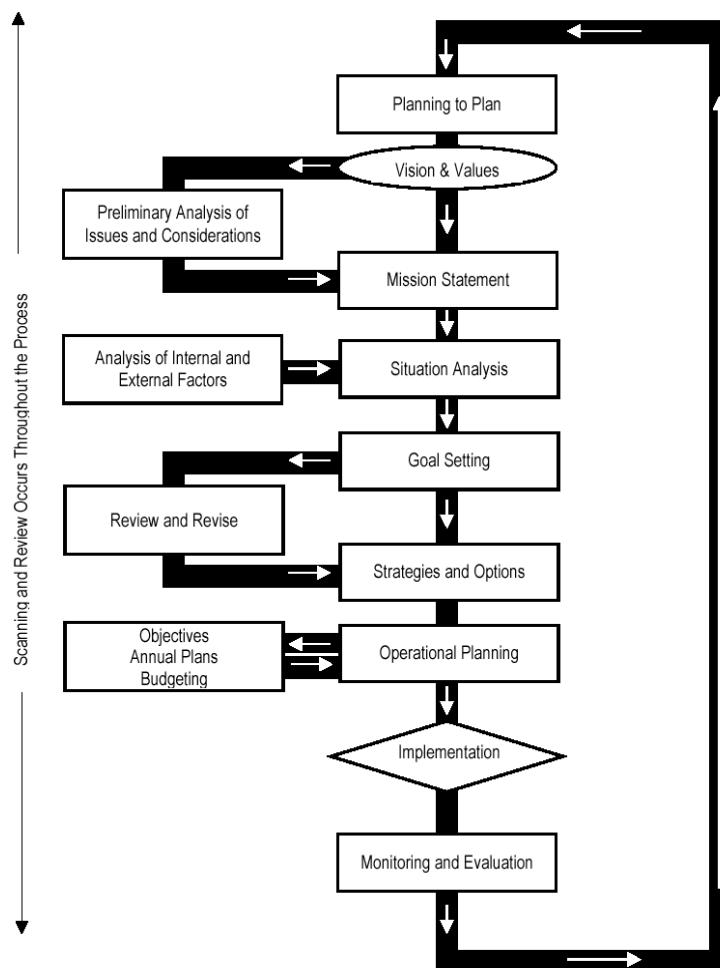 Planning to Plan
Vision & Values
Preliminary Analysis of
Issues and Considerations
Mission Statement
Analysis of Internal and
External Factors
Situation Analysis
Goal Setting
Review and Revise
Strategies and Options
Objectives
Annual Plans
Budgeting
Operational Planning
Implementation
Monitoring and Evaluation
Scanning and Review Occurs Throughout the Process